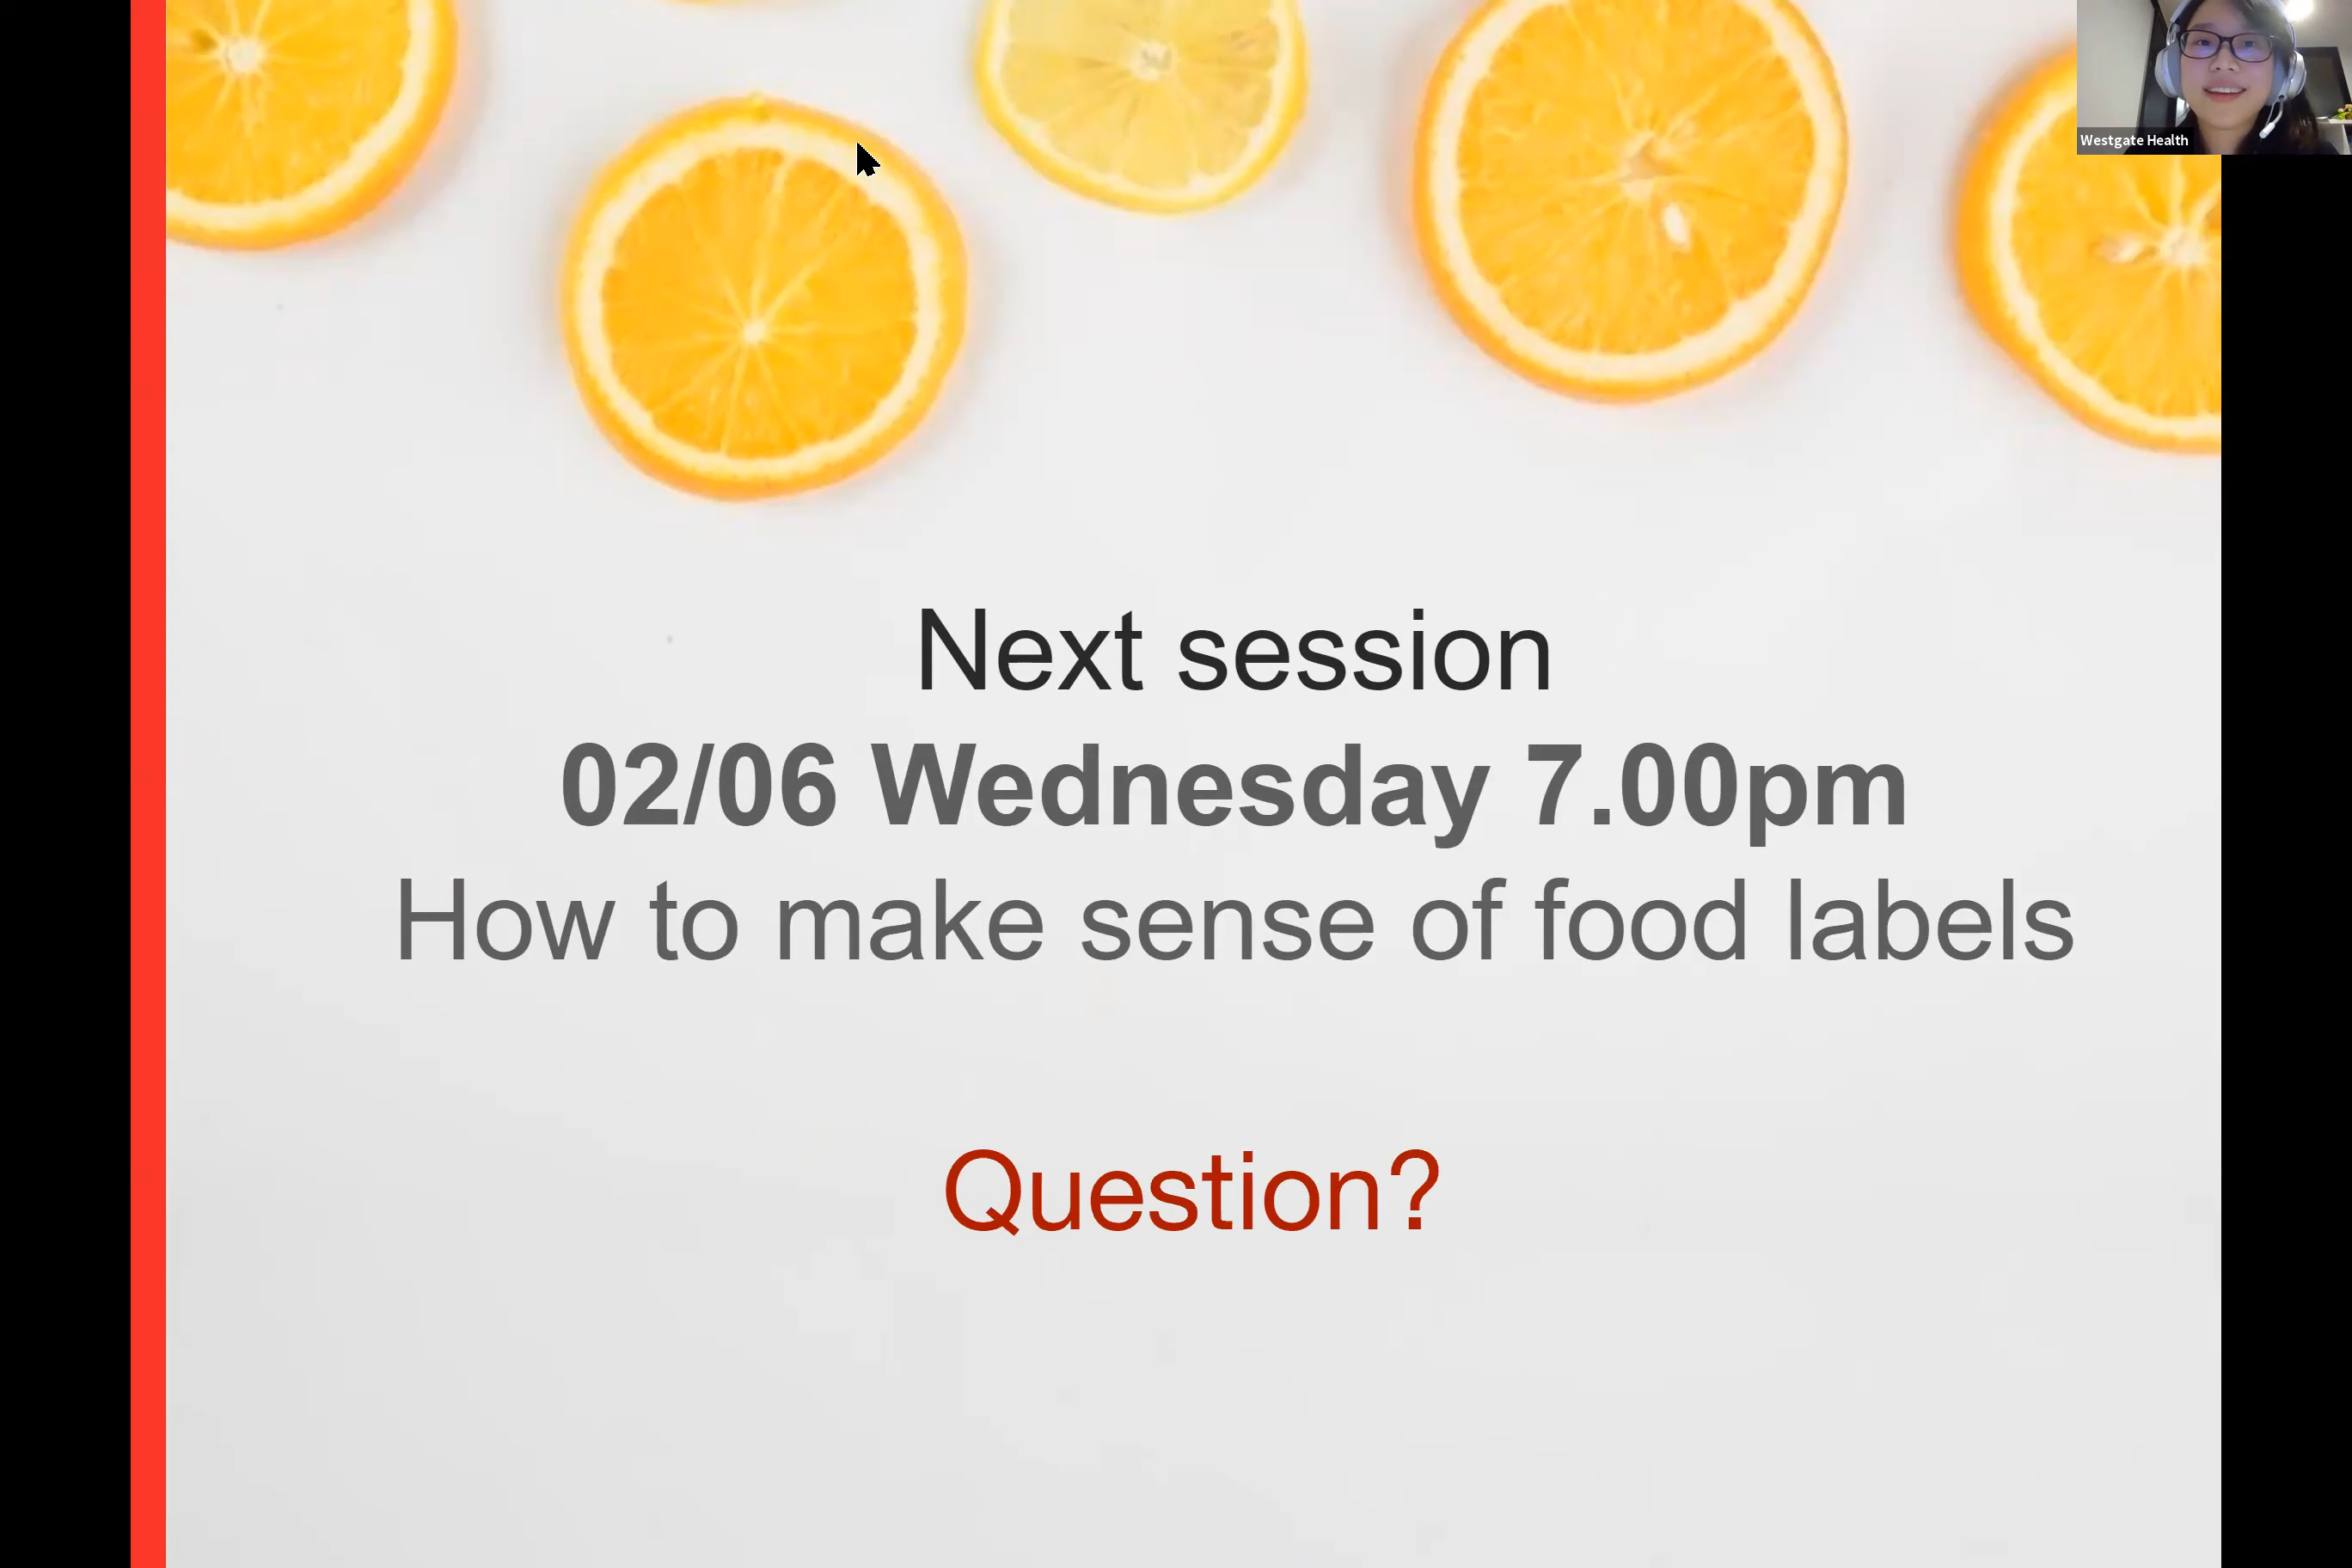 Westgate Health
Next session
02/06 Wednesday 7.00pm
How to make sense of food labels
Question?